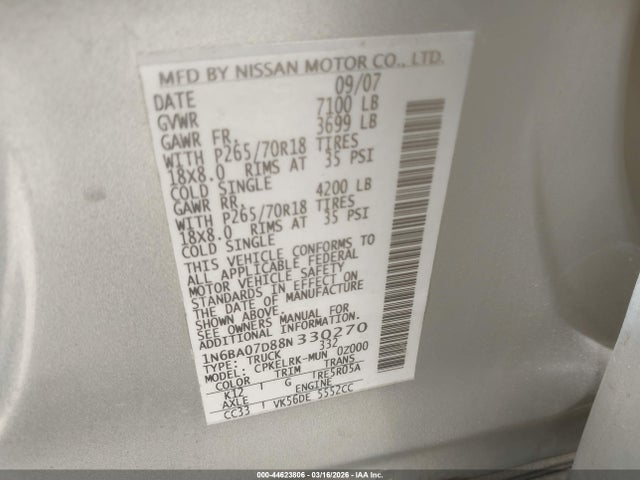 MFD BY NISSAN MOTOR CO., LTD.
DATE 09/07
GVWR 7100 LB
GAWR FR. 3699 LB
WITH P265/70R18 TIRES
18X8.0 RIMS AT 35 PSI
COLD SINGLE
GAWR RR. 4200 LB
WITH P265/70R18 TIRES
18X8.0 RIMS AT 35 PSI
COLD SINGLE
THIS VEHICLE CONFORMS TO
ALL APPLICABLE FEDERAL
MOTOR VEHICLE SAFETY
STANDARDS IN EFFECT ON
THE DATE OF MANUFACTURE
SHOWN ABOVE.
SEE OWNERS MANUAL FOR
ADDITIONAL INFORMATION
1N6BA07D88N330270
TYPE: TRUCK 332
MODEL: CPKELRK-MUN 0Z000
COLOR TRIM TRANS
K12 G RE5R05A
AXLE ENGINE
CC33 VK56DE 5552CC
000-44623806 - 03/16/2026 - IAA Inc.